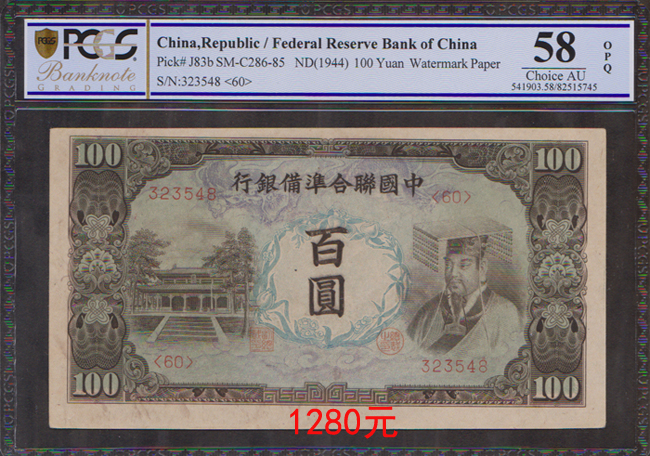 PCGS
Banknote
GRADING
China,Republic / Federal Reserve Bank of China
Pick# J83b SM-C286-85 ND(1944) 100 Yuan Watermark Paper
S/N:323548 <60>
58
Choice AU
541903.58/82515745
OPQ
100
100
行銀備準合聯國中
323548
<60>
百
圓
<60>
323548
100
100
1280元